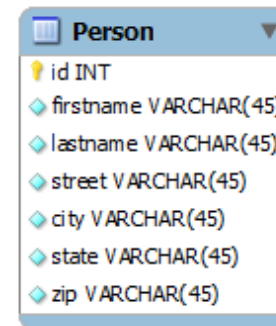 Person
id INT
firstname VARCHAR(45)
lastname VARCHAR(45)
street VARCHAR(45)
city VARCHAR(45)
state VARCHAR(45)
zip VARCHAR(45)